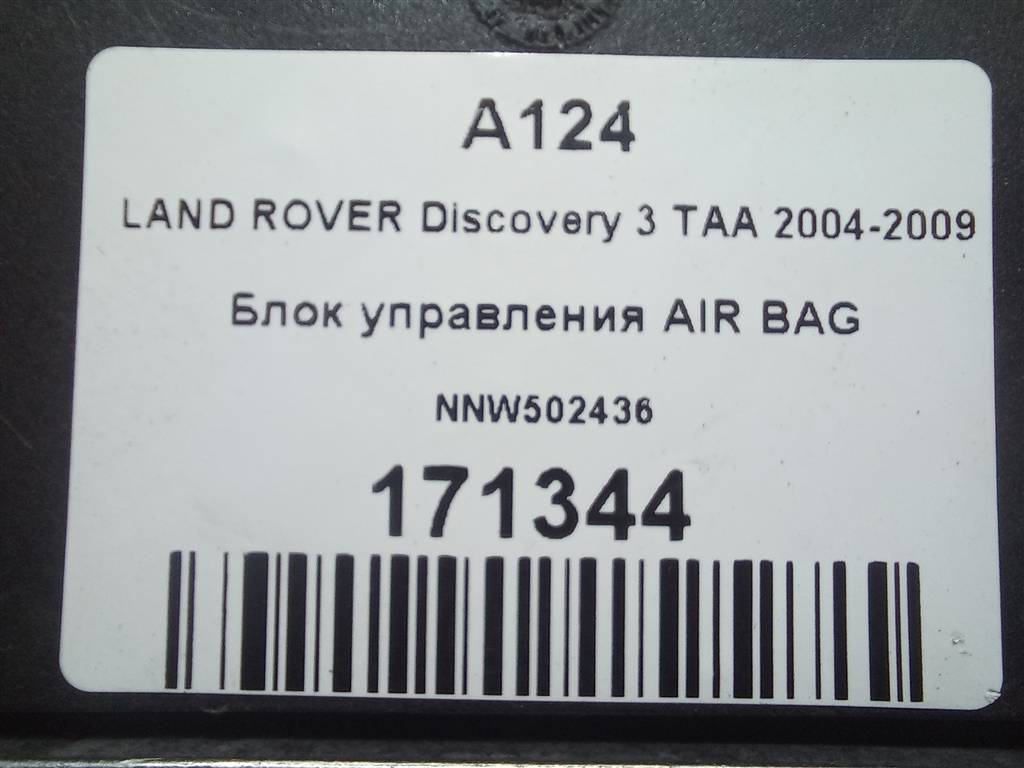 A124
LAND ROVER Discovery 3 TAA 2004-2009
Блок управления AIR BAG
NNW502436
171344